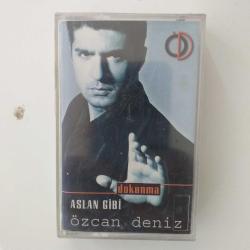 dokunma
ASLAN GİBİ
özcan deniz